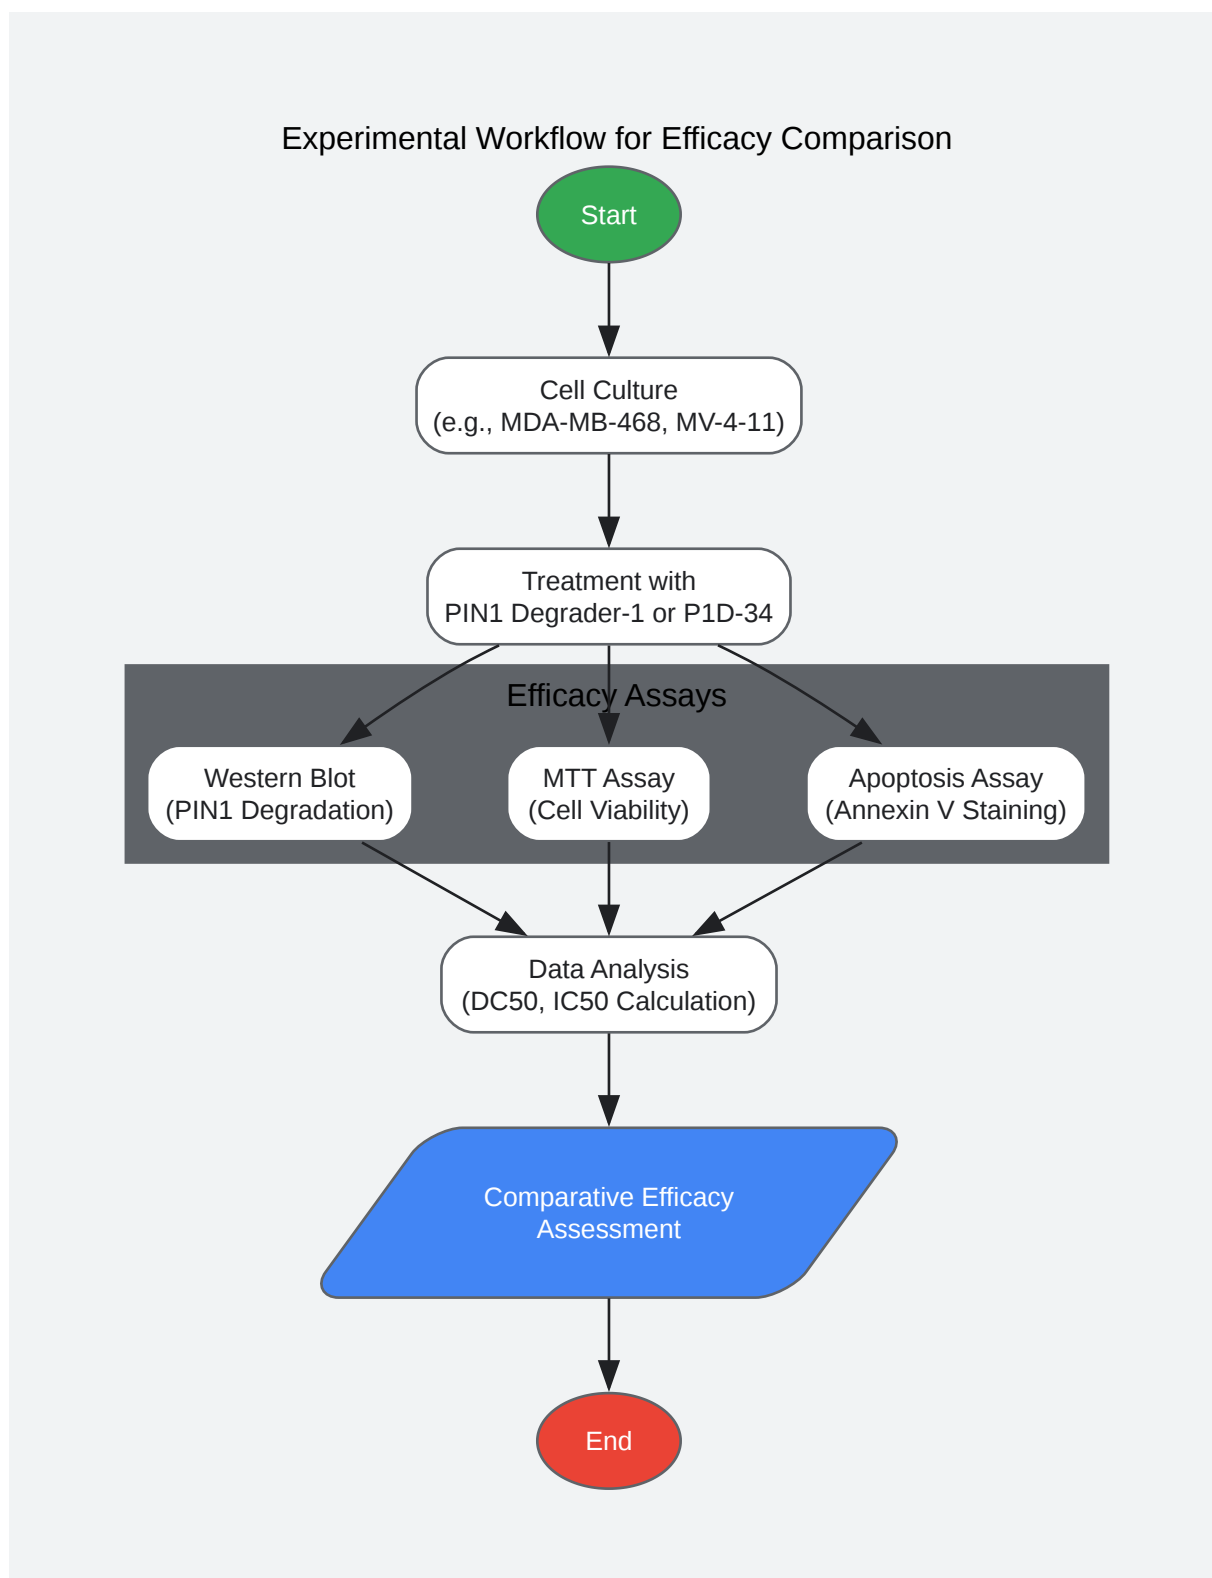 Experimental Workflow for Efficacy Comparison
Start
Cell Culture
(e.g., MDA-MB-468, MV-4-11)
Treatment with
PIN1 Degrader-1 or P1D-34
Efficacy Assays
Western Blot
(PIN1 Degradation)
MTT Assay
(Cell Viability)
Apoptosis Assay
(Annexin V Staining)
Data Analysis
(DC50, IC50 Calculation)
Comparative Efficacy
Assessment
End